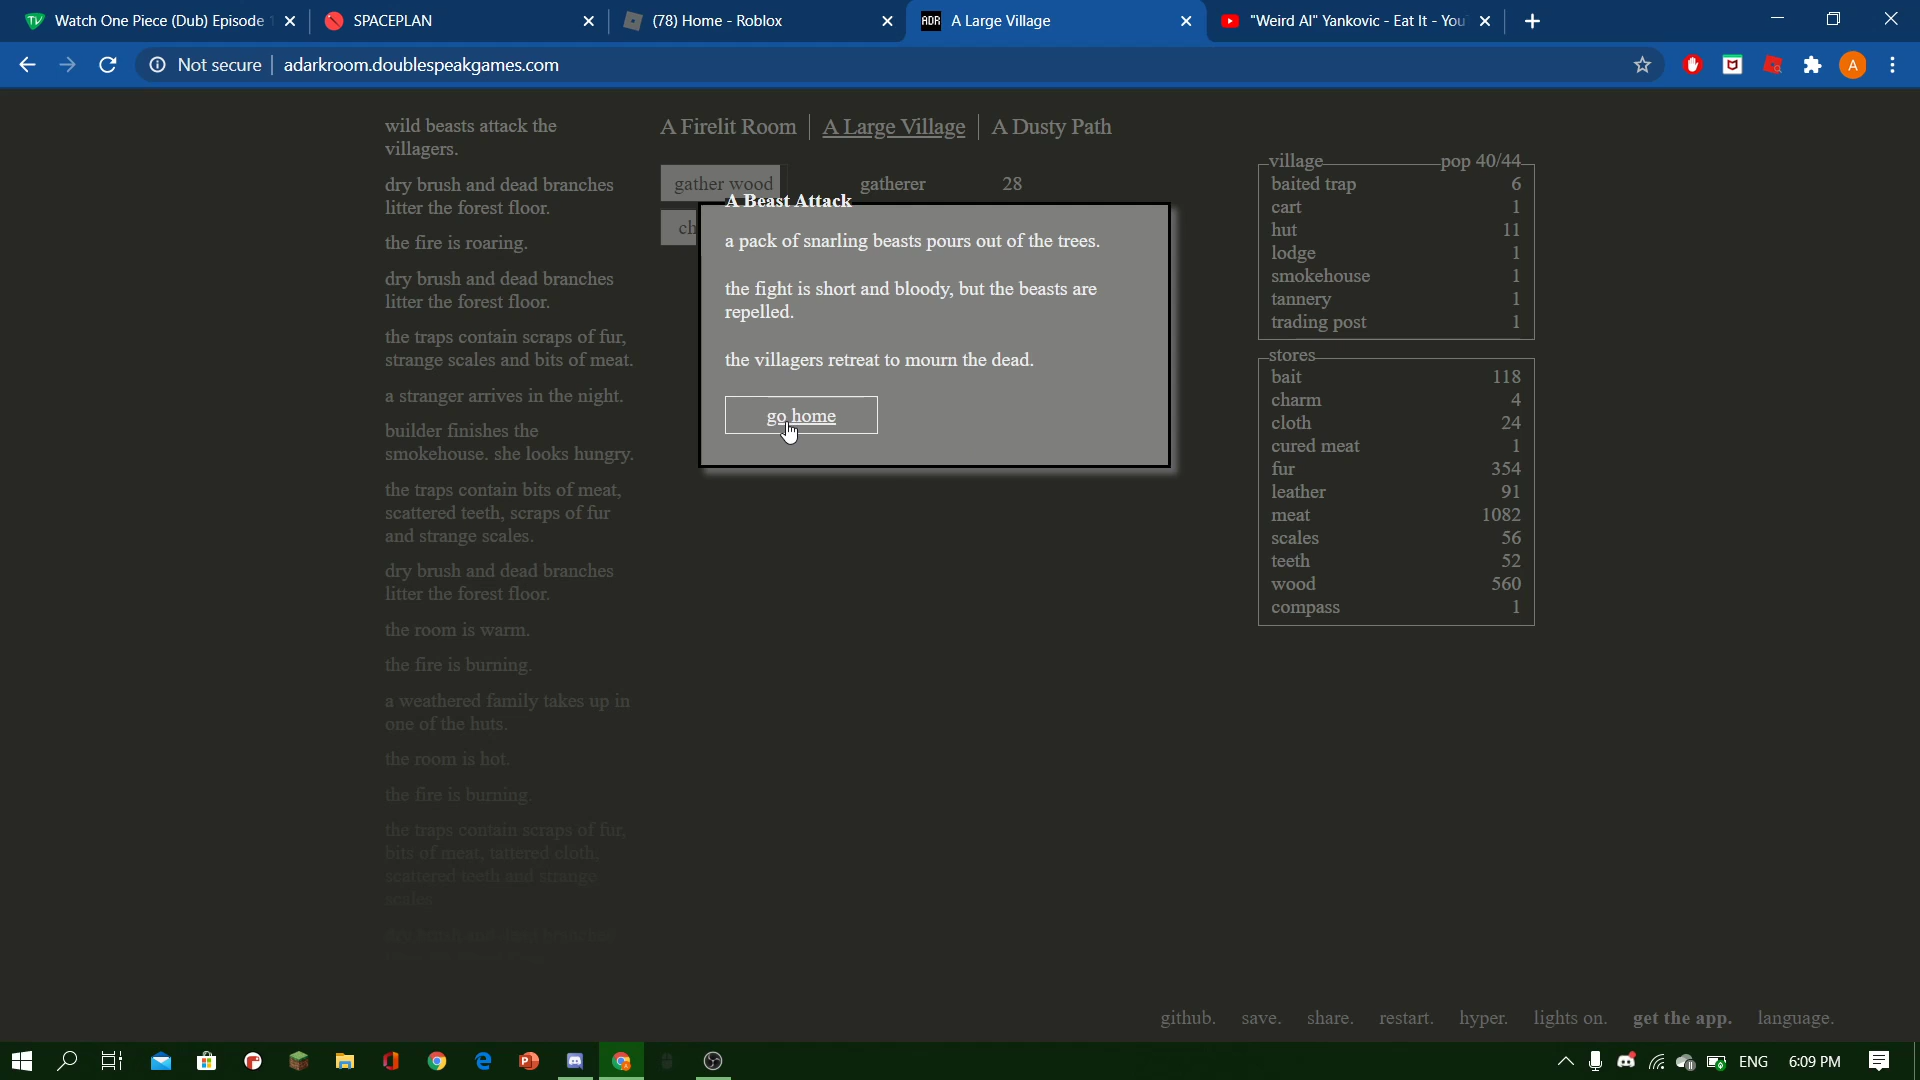 Watch One Piece (Dub) Episode
SPACEPLAN
(78) Home - Roblox
ADR
A Large Village
"Weird Al" Yankovic - Eat It - You
Not secure
adarkroom.doublespeakgames.com
A
wild beasts attack the
villagers.
dry brush and dead branches
litter the forest floor.
the fire is roaring.
dry brush and dead branches
litter the forest floor.
the traps contain scraps of fur,
strange scales and bits of meat.
a stranger arrives in the night.
builder finishes the
smokehouse. she looks hungry.
the traps contain bits of meat,
scattered teeth, scraps of fur
and strange scales.
dry brush and dead branches
litter the forest floor.
the room is warm.
the fire is burning.
a weathered family takes up in
one of the huts.
the room is hot.
the fire is burning.
the traps contain scraps of fur,
bits of meat, tattered cloth,
scattered teeth and strange
scales
dry brush and dead branches
A Firelit Room
A Large Village
A Dusty Path
gather wood
gatherer 28
ch
A Beast Attack
a pack of snarling beasts pours out of the trees.
the fight is short and bloody, but the beasts are
repelled.
the villagers retreat to mourn the dead.
go home
village pop 40/44
baited trap 6
cart 1
hut 11
lodge 1
smokehouse 1
tannery 1
trading post 1
stores
bait 118
charm 4
cloth 24
cured meat 1
fur 354
leather 91
meat 1082
scales 56
teeth 52
wood 560
compass 1
github. save. share. restart. hyper. lights on. get the app. language.
ENG
6:09 PM